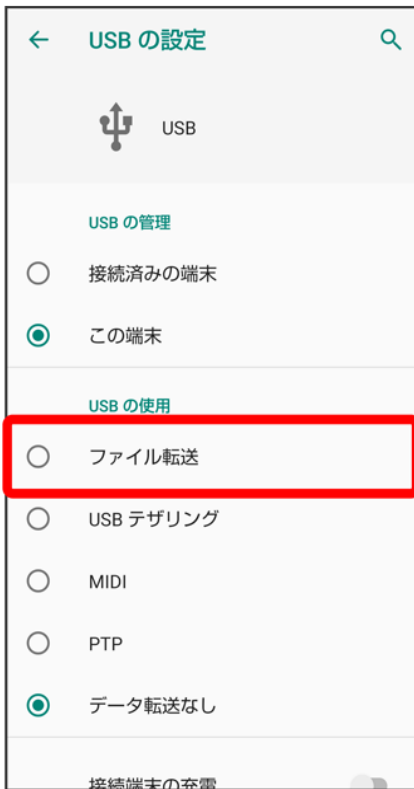 USB の設定
USB
USB の管理
接続済みの端末
この端末
USB の使用
ファイル転送
USB テザリング
MIDI
PTP
データ転送なし
接続端末の充電